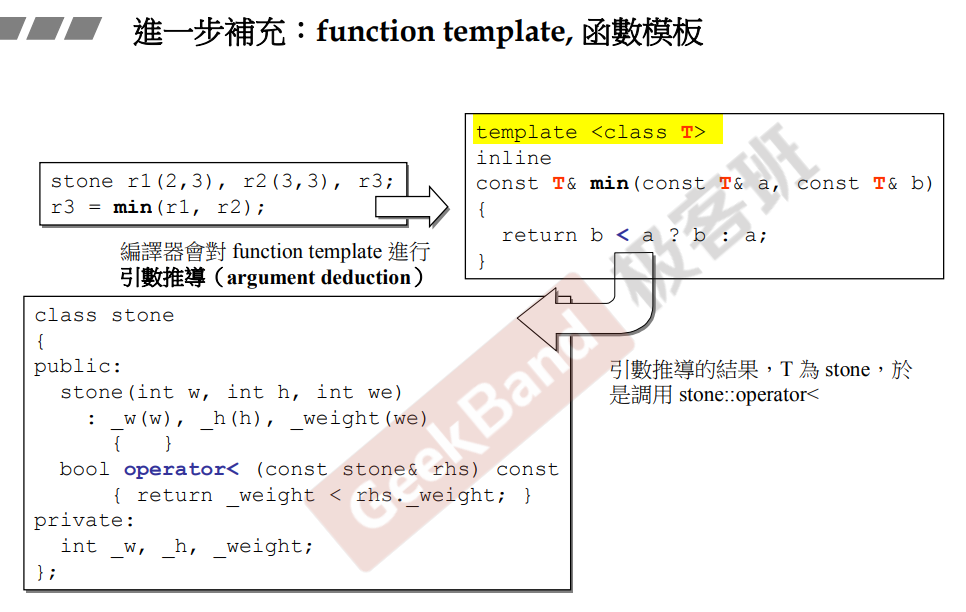 進一步補充：function template, 函數模板
stone r1(2,3), r2(3,3), r3;
r3 = min(r1, r2);
編譯器會對 function template 進行
引數推導（argument deduction）
template <class T>
inline
const T& min(const T& a, const T& b)
{
  return b < a ? b : a;
}
class stone
{
public:
  stone(int w, int h, int we)
    : _w(w), _h(h), _weight(we)
      {   }
  bool operator< (const stone& rhs) const
      { return _weight < rhs._weight; }
private:
  int _w, _h, _weight;
};
引數推導的結果，T 為 stone，於
是調用 stone::operator<
GeekBand 极客班